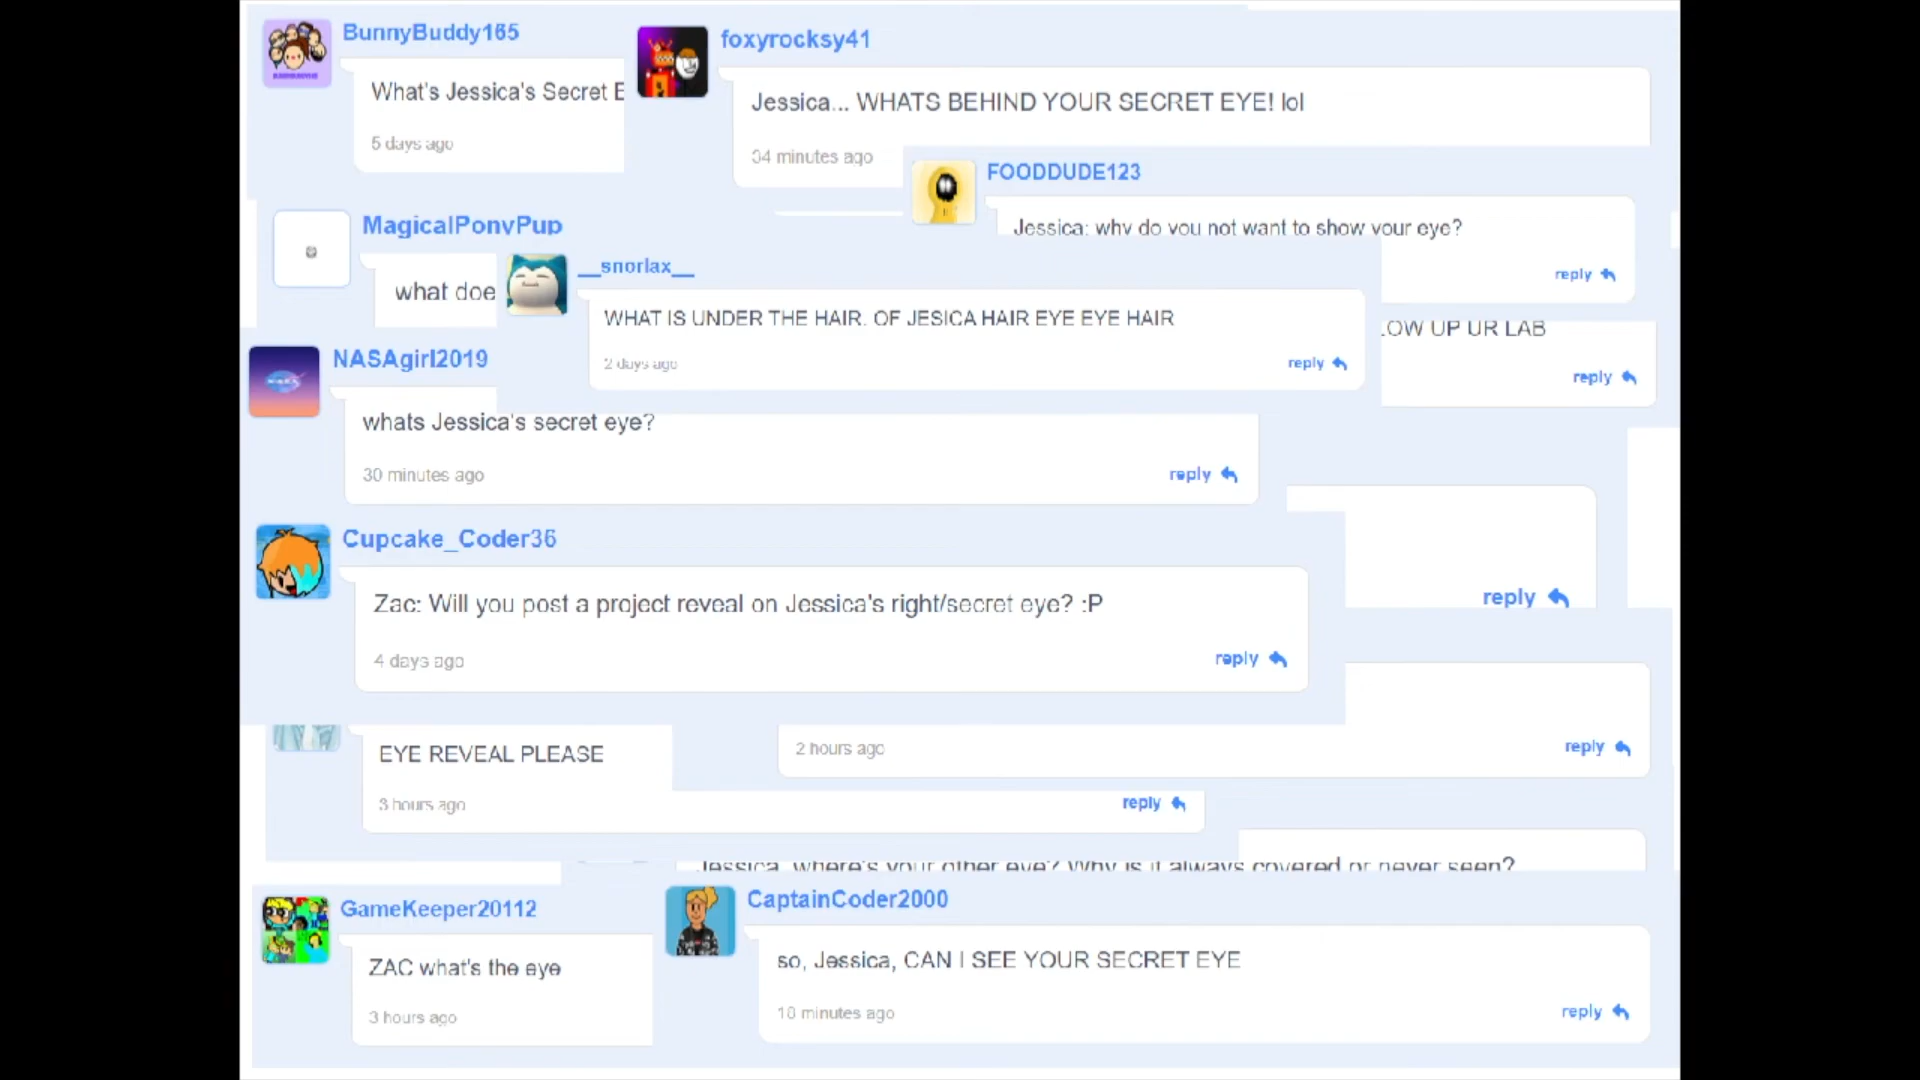 BunnyBuddy165
What's Jessica's Secret E
5 days ago
foxyrocksy41
Jessica... WHATS BEHIND YOUR SECRET EYE! lol
34 minutes ago
FOODDUDE123
Jessica: why do you not want to show your eye?
reply
MagicalPonyPup
what doe
__snorlax__
WHAT IS UNDER THE HAIR. OF JESICA HAIR EYE EYE HAIR
2 days ago
reply
LOW UP UR LAB
reply
NASAgirl2019
whats Jessica's secret eye?
30 minutes ago
reply
reply
Cupcake_Coder36
Zac: Will you post a project reveal on Jessica's right/secret eye? :P
4 days ago
reply
EYE REVEAL PLEASE
3 hours ago
reply
2 hours ago
reply
Jessica, where's your other eye? Why is it always covered or never seen?
GameKeeper20112
ZAC what's the eye
3 hours ago
CaptainCoder2000
so, Jessica, CAN I SEE YOUR SECRET EYE
18 minutes ago
reply